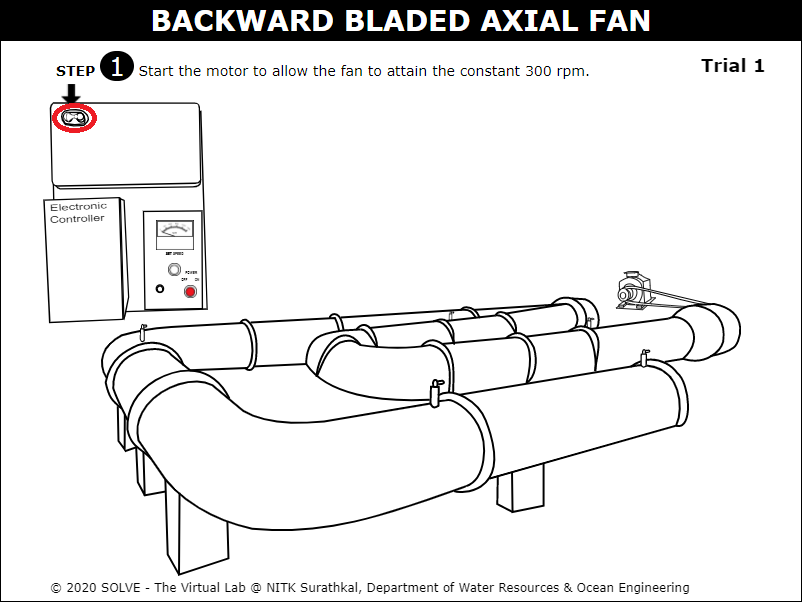 BACKWARD BLADED AXIAL FAN
STEP 1 Start the motor to allow the fan to attain the constant 300 rpm.
Trial 1
Electronic
Controller
SET SPEED
POWER
OFF ON
© 2020 SOLVE - The Virtual Lab @ NITK Surathkal, Department of Water Resources & Ocean Engineering